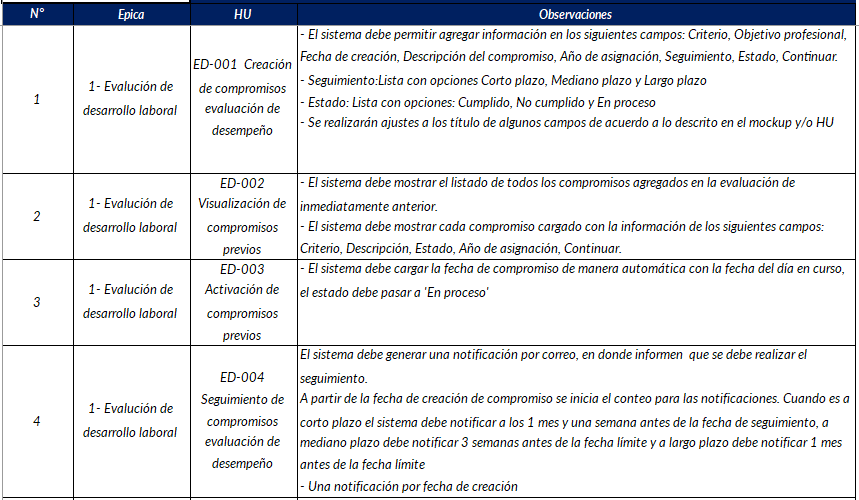 N° Epica HU Observaciones
1
1- Evalución de
desarrollo laboral
ED-001 Creación
de compromisos
evaluación de
desempeño
- El sistema debe permitir agregar información en los siguientes campos: Criterio, Objetivo profesional,
Fecha de creación, Descripción del compromiso, Año de asignación, Seguimiento, Estado, Continuar.
- Seguimiento:Lista con opciones Corto plazo, Mediano plazo y Largo plazo
- Estado: Lista con opciones: Cumplido, No cumplido y En proceso
- Se realizarán ajustes a los título de algunos campos de acuerdo a lo descrito en el mockup y/o HU
2
1- Evalución de
desarrollo laboral
ED-002
Visualización de
compromisos
previos
- El sistema debe mostrar el listado de todos los compromisos agregados en la evaluación de
inmediatamente anterior.
- El sistema debe mostrar cada compromiso cargado con la información de los siguientes campos:
Criterio, Descripción, Estado, Año de asignación, Continuar.
3
1- Evalución de
desarrollo laboral
ED-003
Activación de
compromisos
previos
- El sistema debe cargar la fecha de compromiso de manera automática con la fecha del día en curso,
el estado debe pasar a 'En proceso'
4
1- Evalución de
desarrollo laboral
ED-004
Seguimiento de
compromisos
evaluación de
desempeño
El sistema debe generar una notificación por correo, en donde informen que se debe realizar el
seguimiento.
A partir de la fecha de creación de compromiso se inicia el conteo para las notificaciones. Cuando es a
corto plazo el sistema debe notificar a los 1 mes y una semana antes de la fecha de seguimiento, a
mediano plazo debe notificar 3 semanas antes de la fecha límite y a largo plazo debe notificar 1 mes
antes de la fecha límite
- Una notificación por fecha de creación